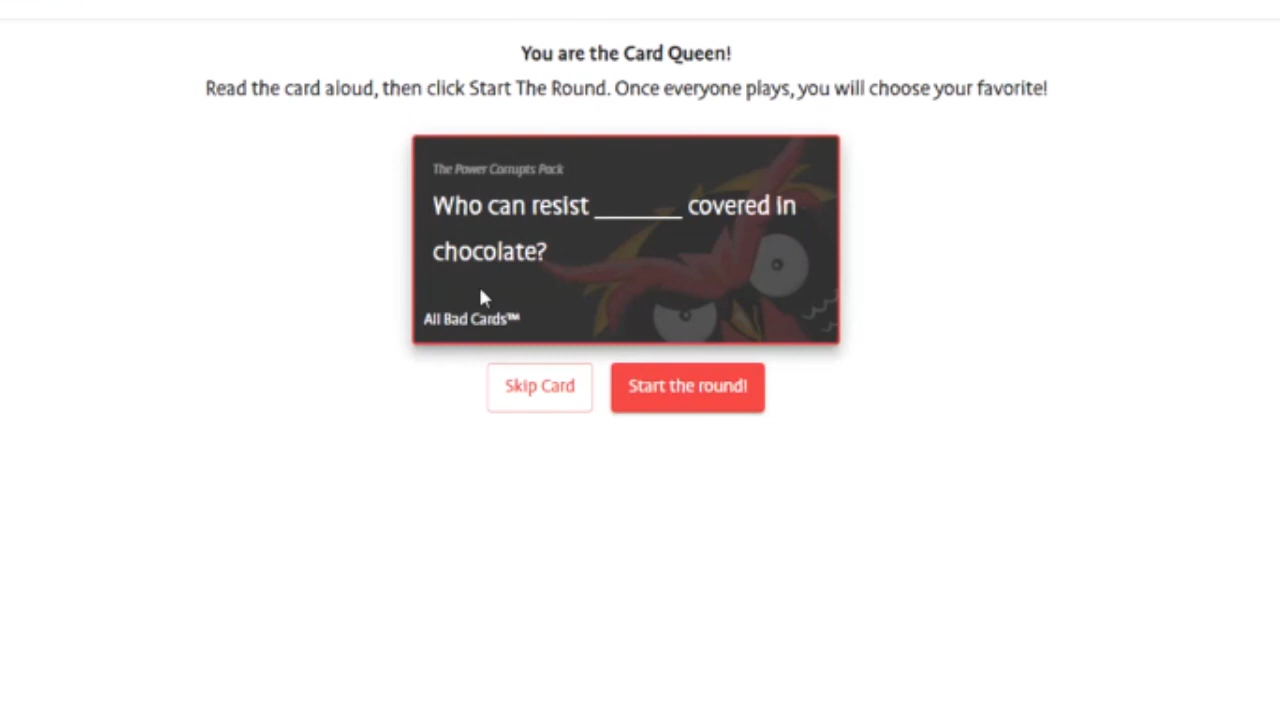 You are the Card Queen!
Read the card aloud, then click Start The Round. Once everyone plays, you will choose your favorite!
The Power Corrupts Pack
Who can resist _______ covered in
chocolate?
All Bad Cards™
Skip Card
Start the round!